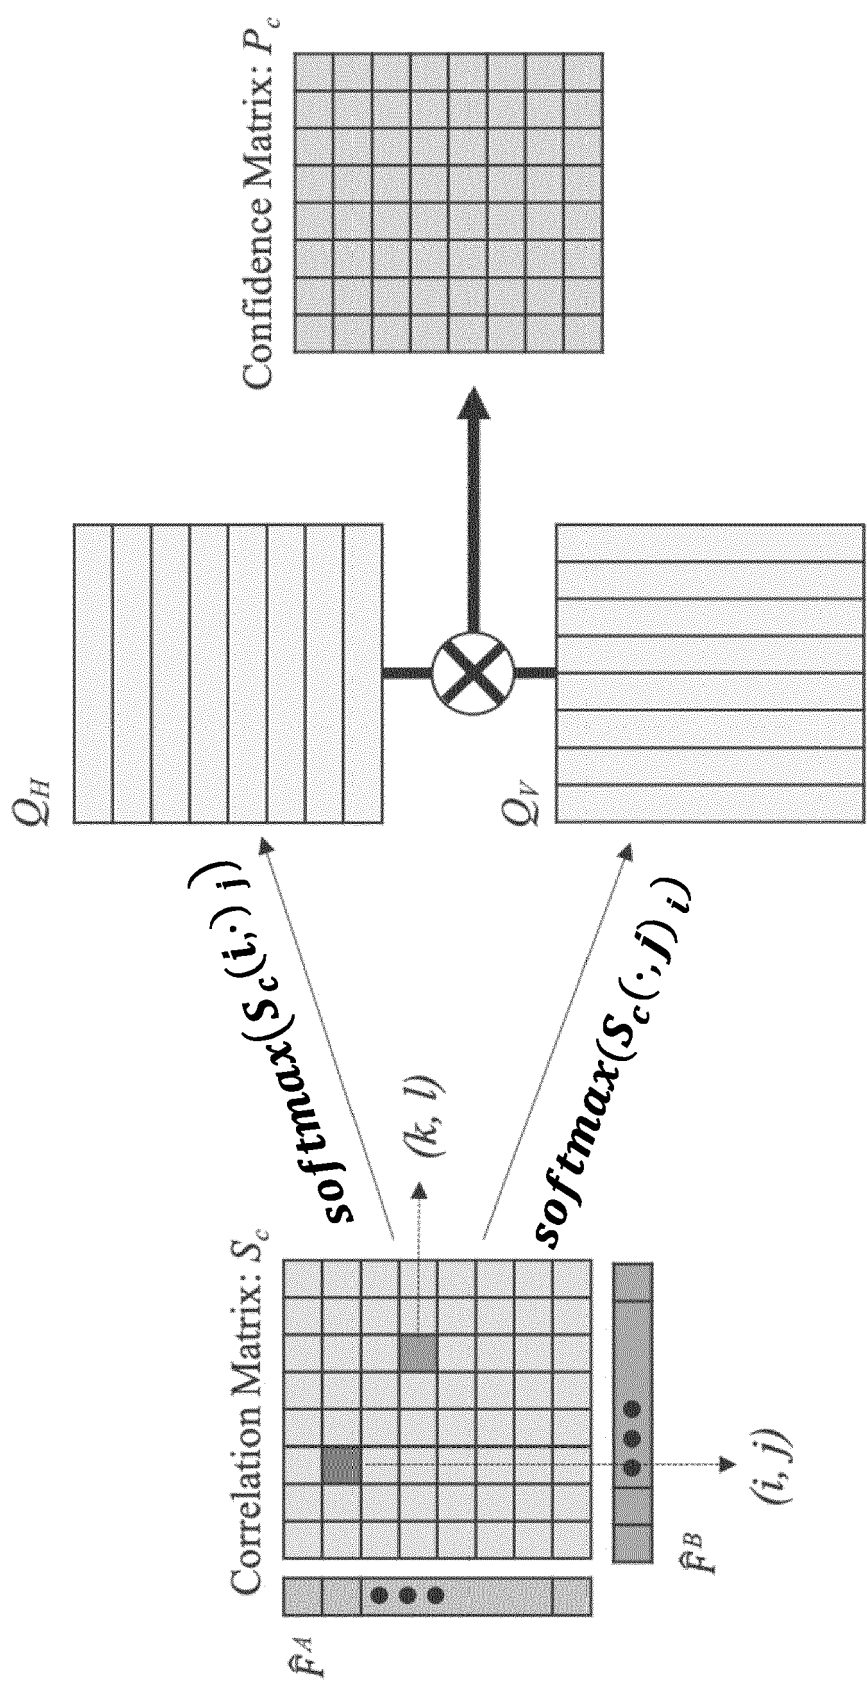 Correlation Matrix: S_c
F̂^A
F̂^B
(i, j)
(k, l)
softmax(S_c(i,·)_j)
softmax(S_c(·,j)_i)
Q_H
Q_V
Confidence Matrix: P_c